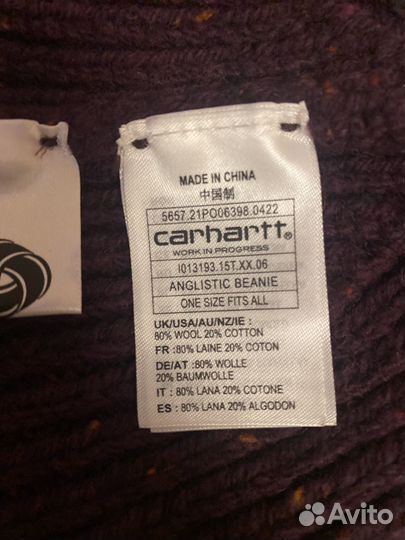 MADE IN CHINA
中国制
5657.21PO06398.0422
carhartt®
WORK IN PROGRESS
I013193.15T.XX.06
ANGLISTIC BEANIE
ONE SIZE FITS ALL
UK/USA/AU/NZ/IE :
80% WOOL 20% COTTON
FR :80% LAINE 20% COTON
DE/AT :80% WOLLE
20% BAUMWOLLE
IT : 80% LANA 20% COTONE
ES : 80% LANA 20% ALGODON
Avito